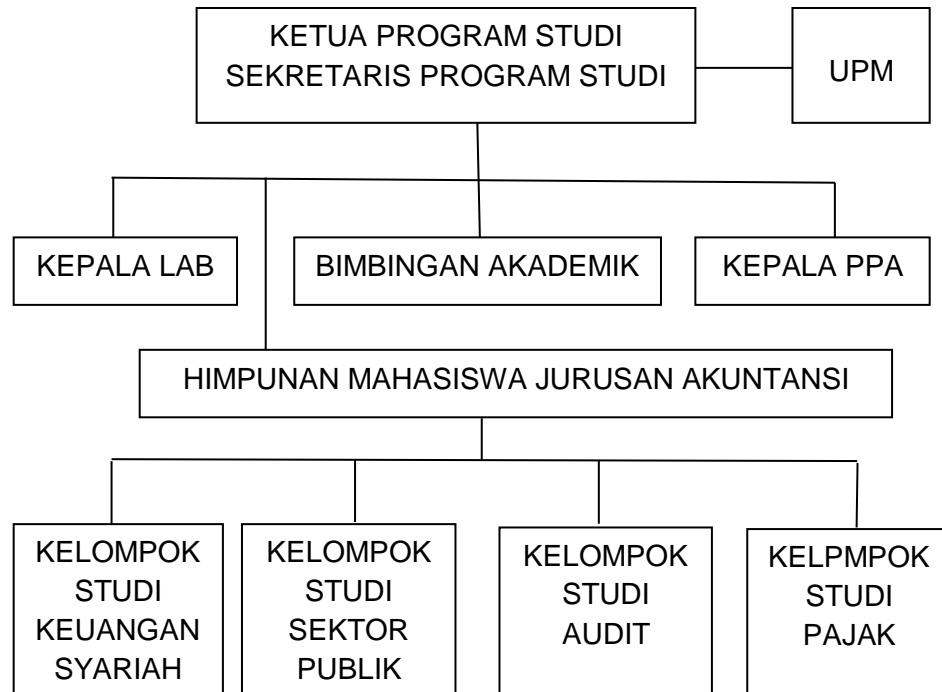 KETUA PROGRAM STUDI
SEKRETARIS PROGRAM STUDI
UPM
KEPALA LAB
BIMBINGAN AKADEMIK
KEPALA PPA
HIMPUNAN MAHASISWA JURUSAN AKUNTANSI
KELOMPOK
STUDI
KEUANGAN
SYARIAH
KELOMPOK
STUDI
SEKTOR
PUBLIK
KELOMPOK
STUDI
AUDIT
KELPMPOK
STUDI
PAJAK